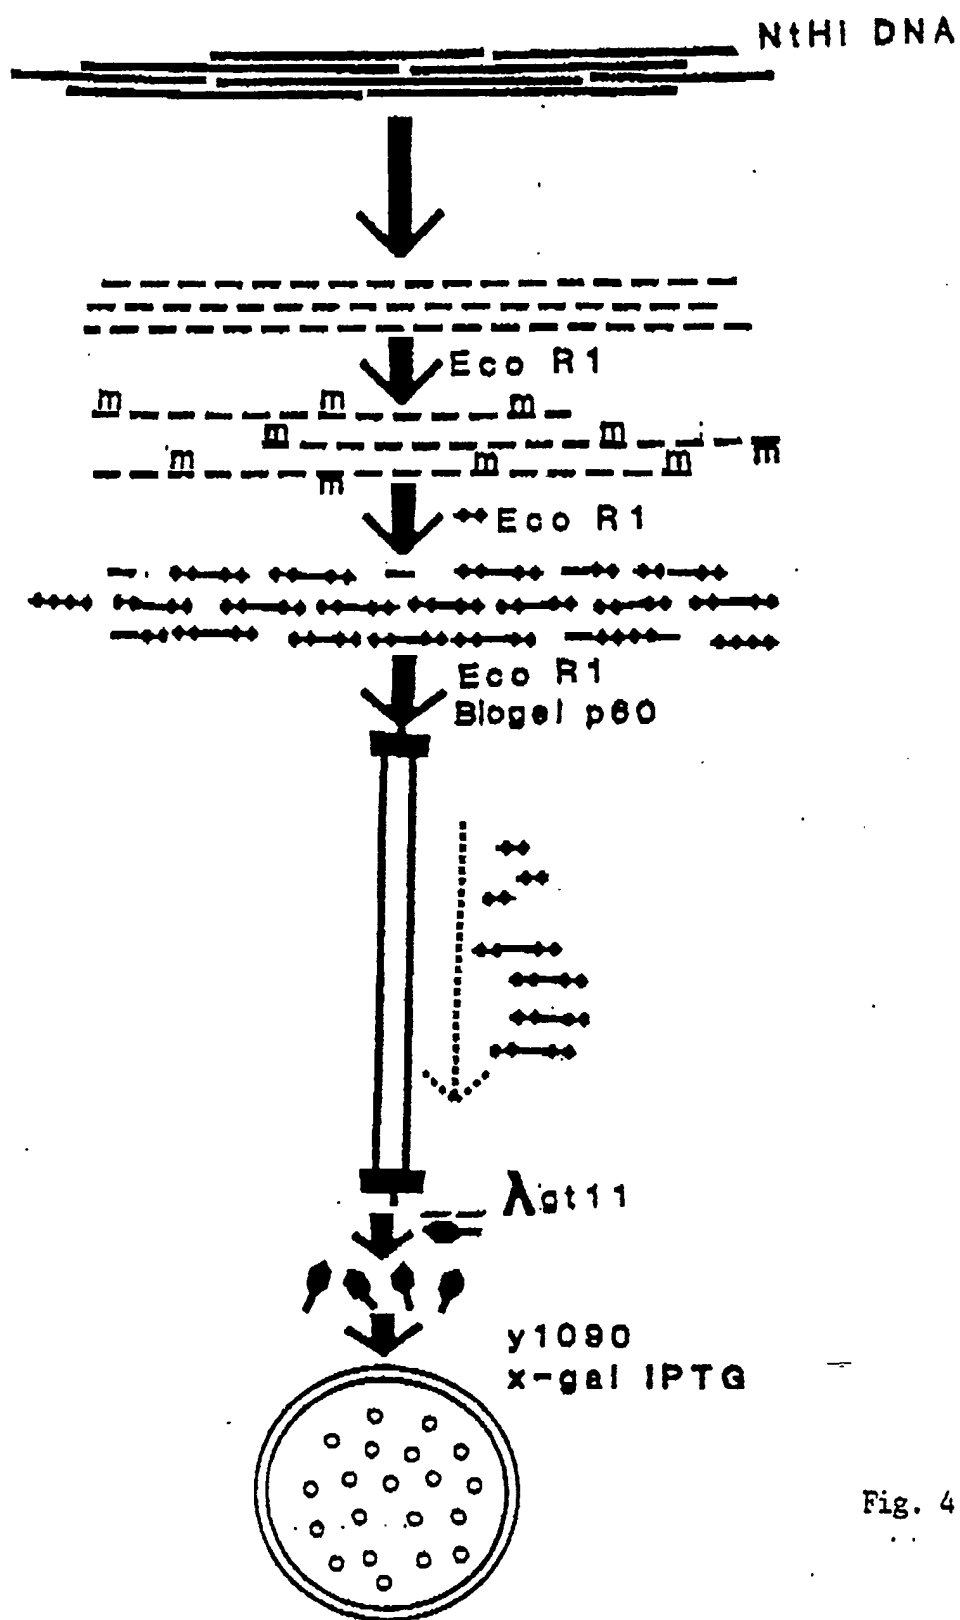 NtHI DNA
Eco R1
m m m
m m m
m m m
m
Eco R1
Eco R1
Biogel p60
λgt11
y1090
x-gal IPTG
Fig. 4